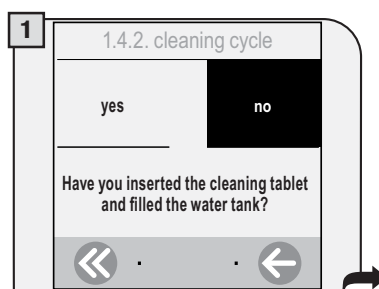 1
1.4.2. cleaning cycle
yes no
Have you inserted the cleaning tablet
and filled the water tank?